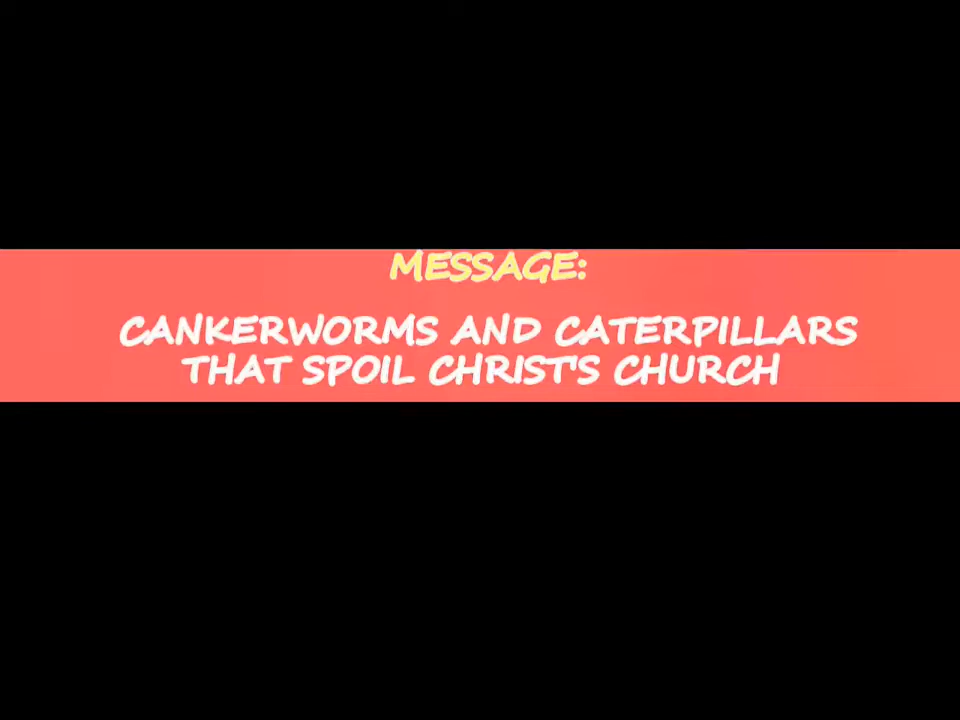 MESSAGE:
CANKERWORMS AND CATERPILLARS
THAT SPOIL CHRIST'S CHURCH